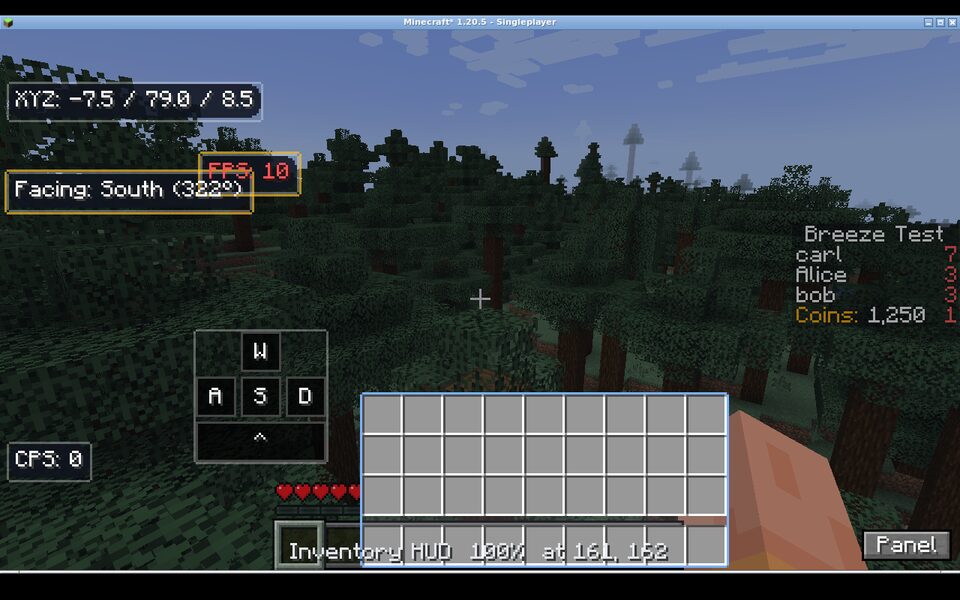 Minecraft* 1.20.5 - Singleplayer
XYZ: -7.5 / 79.0 / 8.5
FPS: 10
Facing: South (322°)
Breeze Test
carl 7
Alice 3
bob 3
Coins: 1,250 1
W
A S D
^
CPS: 0
Inventory HUD 100% at 161, 162
Panel